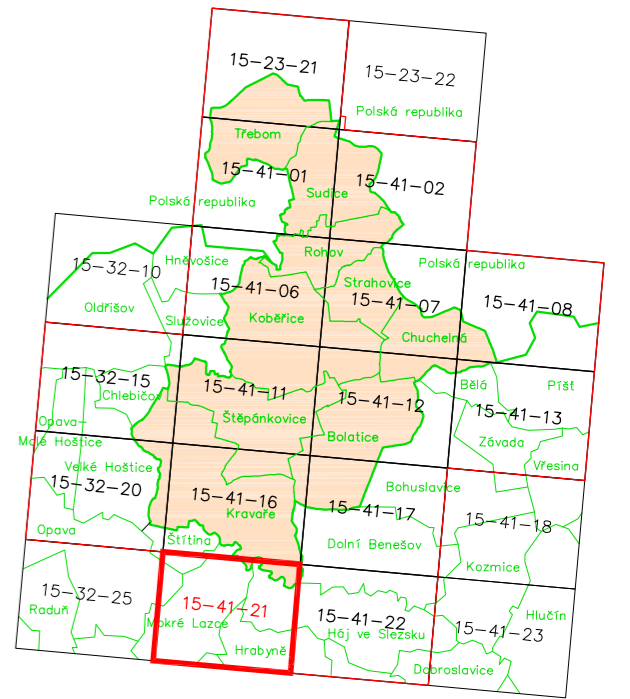 15-23-21
15-23-22
Polská republika
Třebom
15-41-01
15-41-02
Sudice
Polská republika
Rohov
Hněvošice
Polská republika
15-32-10
15-41-06
Strahovice
15-41-07
15-41-08
Oldřišov
Služovice
Kobeřice
Chuchelná
15-32-15
15-41-11
Bělá
Píšť
Chlebičov
15-41-12
15-41-13
Opava-
Malé Hoštice
Štěpánkovice
Bolatice
Závada
Velké Hoštice
Vřesina
15-32-20
15-41-16
Bohuslavice
Kravaře
15-41-17
15-41-18
Opava
Štítina
Dolní Benešov
Kozmice
15-32-25
15-41-21
Raduň
Mokré Lazce
15-41-22
Hlučín
Háj ve Slezsku
15-41-23
Hrabyně
Dobroslavice